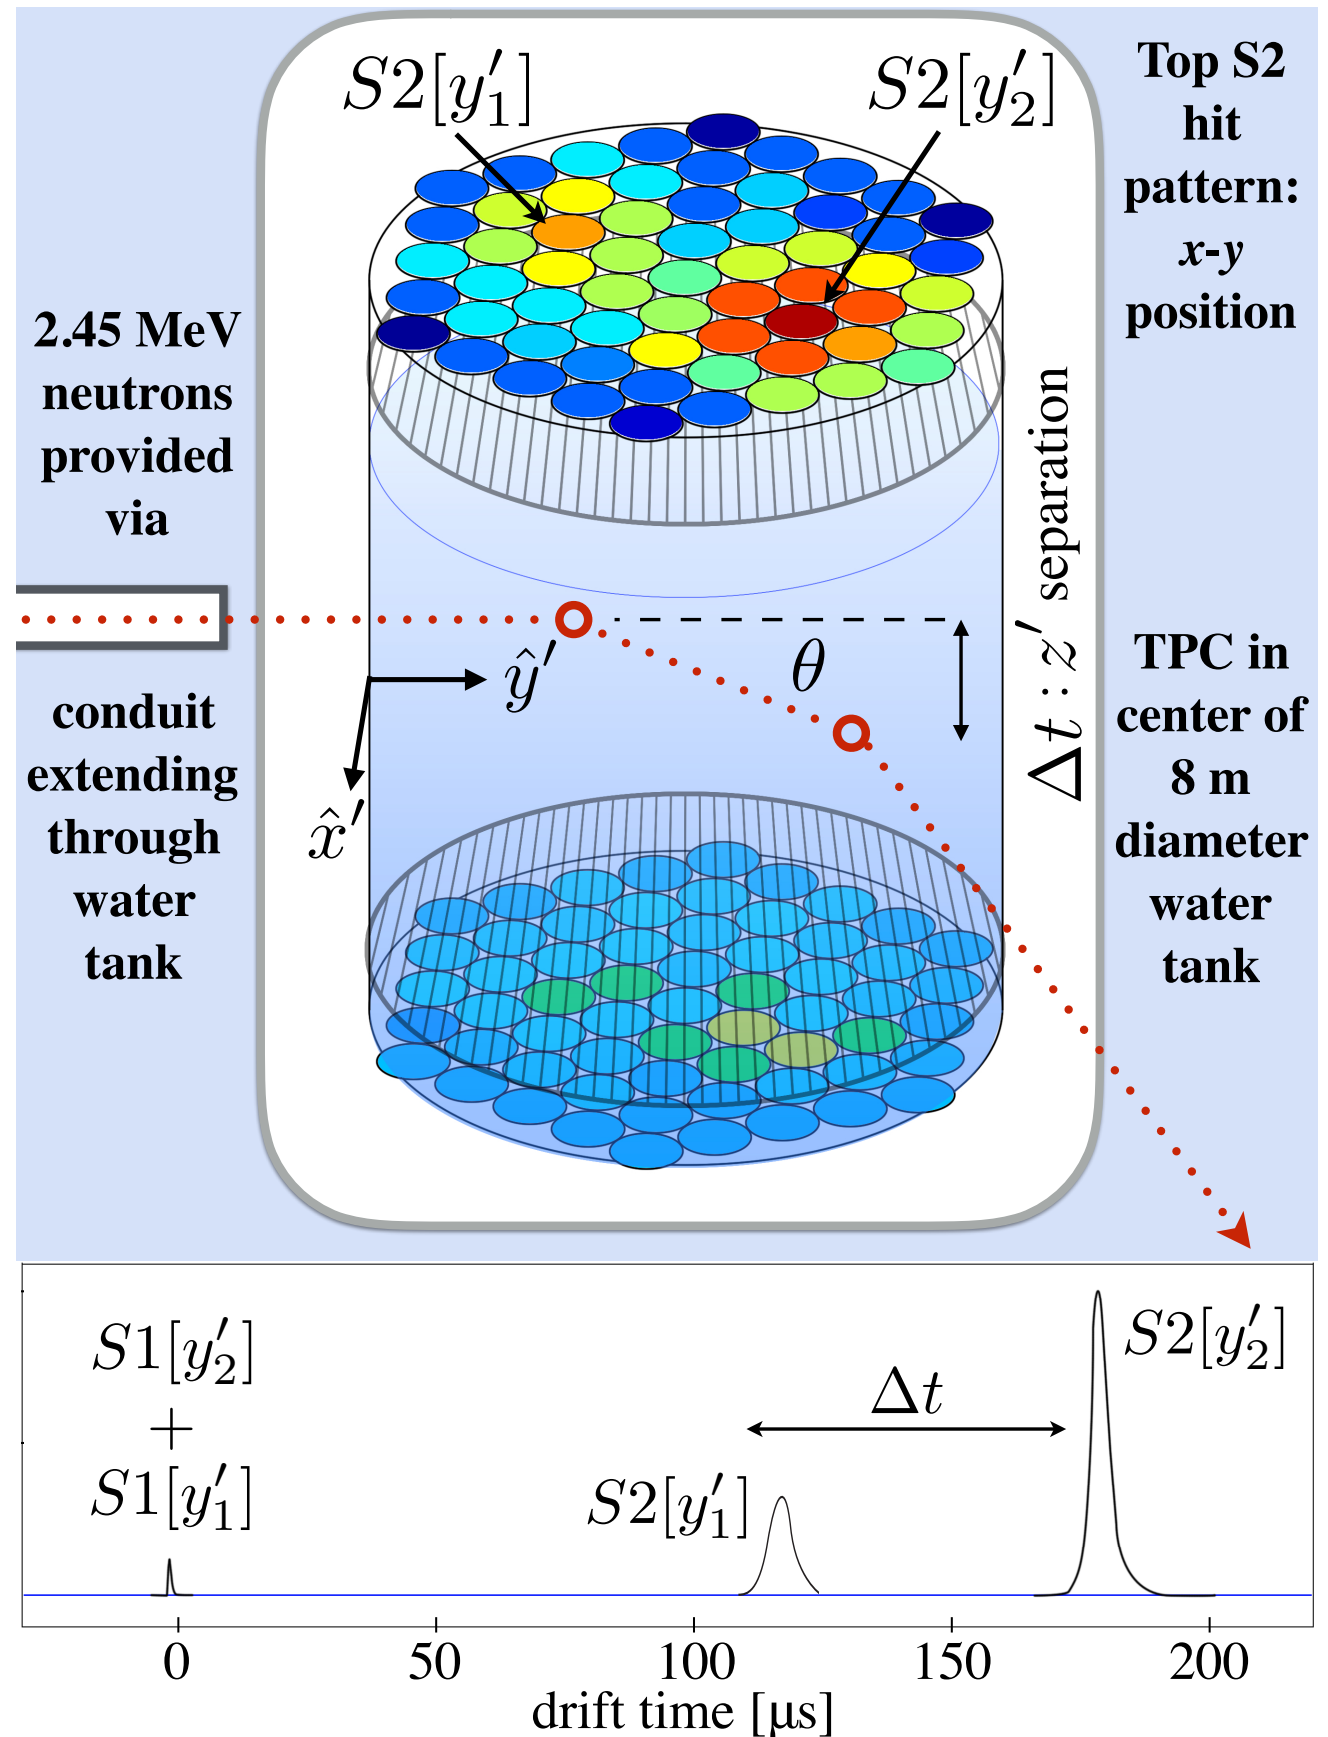 S2[y′₁]
S2[y′₂]
Top S2
hit
pattern:
x-y
position
2.45 MeV
neutrons
provided
via
conduit
extending
through
water
tank
θ
ŷ′
x̂′
Δt : z′ separation
TPC in
center of
8 m
diameter
water
tank
S1[y′₂]
+
S1[y′₁]
S2[y′₁]
Δt
S2[y′₂]
0 50 100 150 200
drift time [μs]